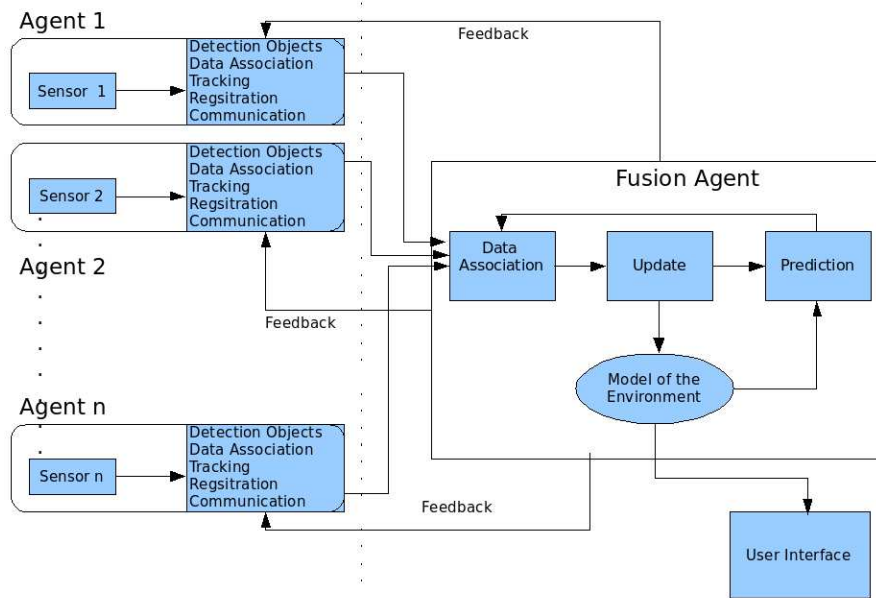 Agent 1
Sensor 1
Detection Objects
Data Association
Tracking
Regsitration
Communication
Feedback
Sensor 2
Detection Objects
Data Association
Tracking
Regsitration
Communication
Agent 2
Feedback
Fusion Agent
Data
Association
Update
Prediction
Model of the
Environment
Agent n
Sensor n
Detection Objects
Data Association
Tracking
Regsitration
Communication
Feedback
User Interface